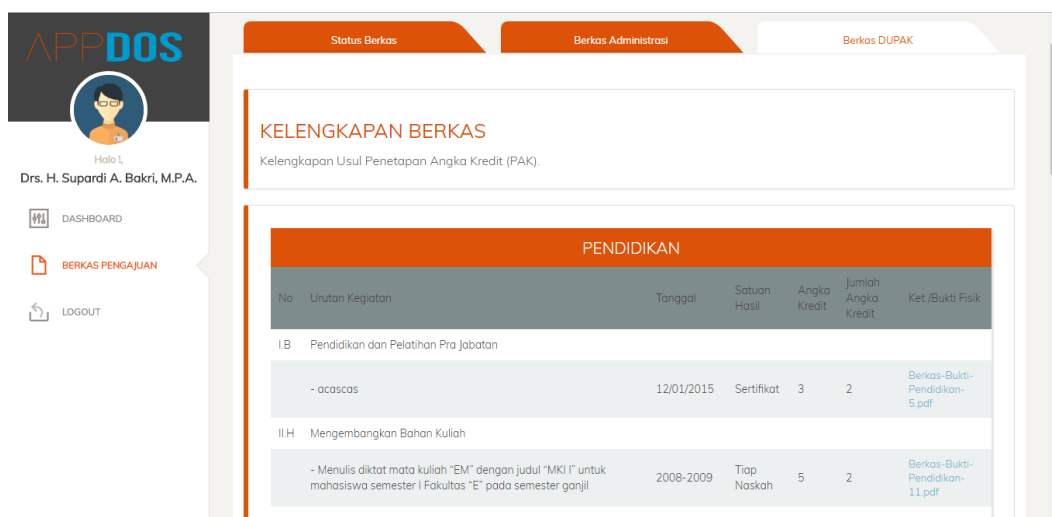 APPDOS
Halo !,
Drs. H. Supardi A. Bakri, M.P.A.
DASHBOARD
BERKAS PENGAJUAN
LOGOUT
Status Berkas
Berkas Administrasi
Berkas DUPAK
KELENGKAPAN BERKAS
Kelengkapan Usul Penetapan Angka Kredit (PAK).
PENDIDIKAN
No Urutan Kegiatan Tanggal Satuan Hasil Angka Kredit Jumlah Angka Kredit Ket./Bukti Fisik
I.B Pendidikan dan Pelatihan Pra Jabatan
- acascas 12/01/2015 Sertifikat 3 2 Berkas-Bukti-Pendidikan-5.pdf
II.H Mengembangkan Bahan Kuliah
- Menulis diktat mata kuliah “EM” dengan judul “MKI I” untuk
mahasiswa semester I Fakultas “E” pada semester ganjil
2008-2009 Tiap Naskah 5 2 Berkas-Bukti-Pendidikan-11.pdf